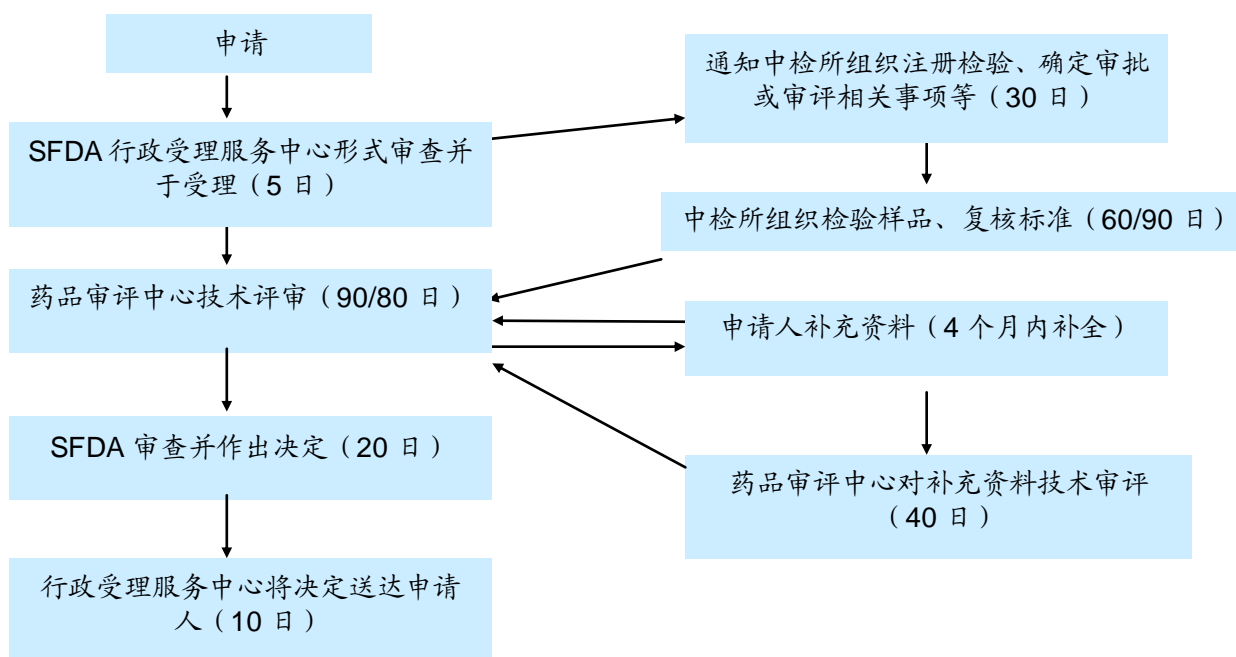 申请
SFDA 行政受理服务中心形式审查并
于受理（5 日）
药品审评中心技术评审（90/80 日）
SFDA 审查并作出决定（20 日）
行政受理服务中心将决定送达申请
人（10 日）
通知中检所组织注册检验、确定审批
或审评相关事项等（30 日）
中检所组织检验样品、复核标准（60/90 日）
申请人补充资料（4 个月内补全）
药品审评中心对补充资料技术审评
（40 日）